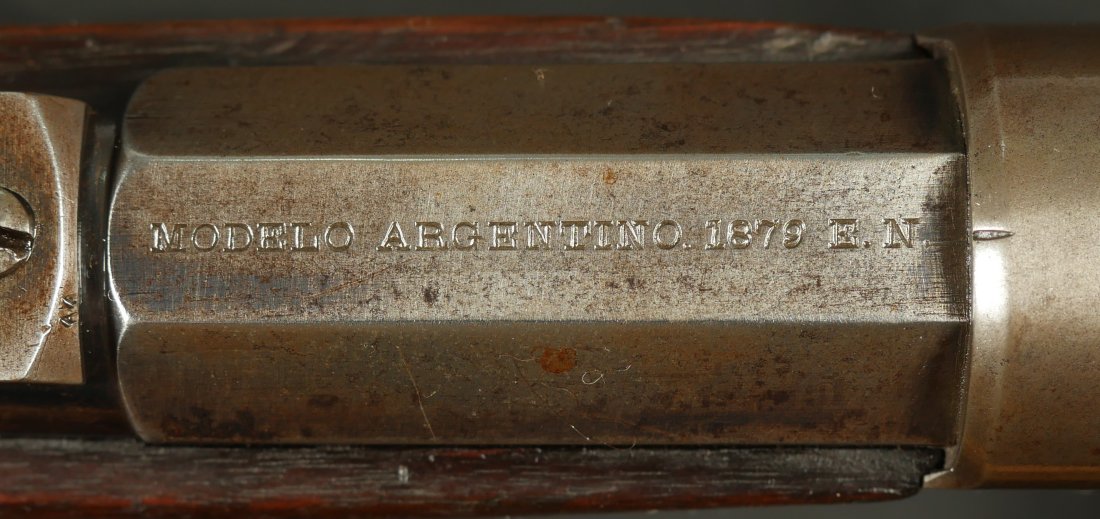 MODELO ARGENTINO. 1879 E. N.